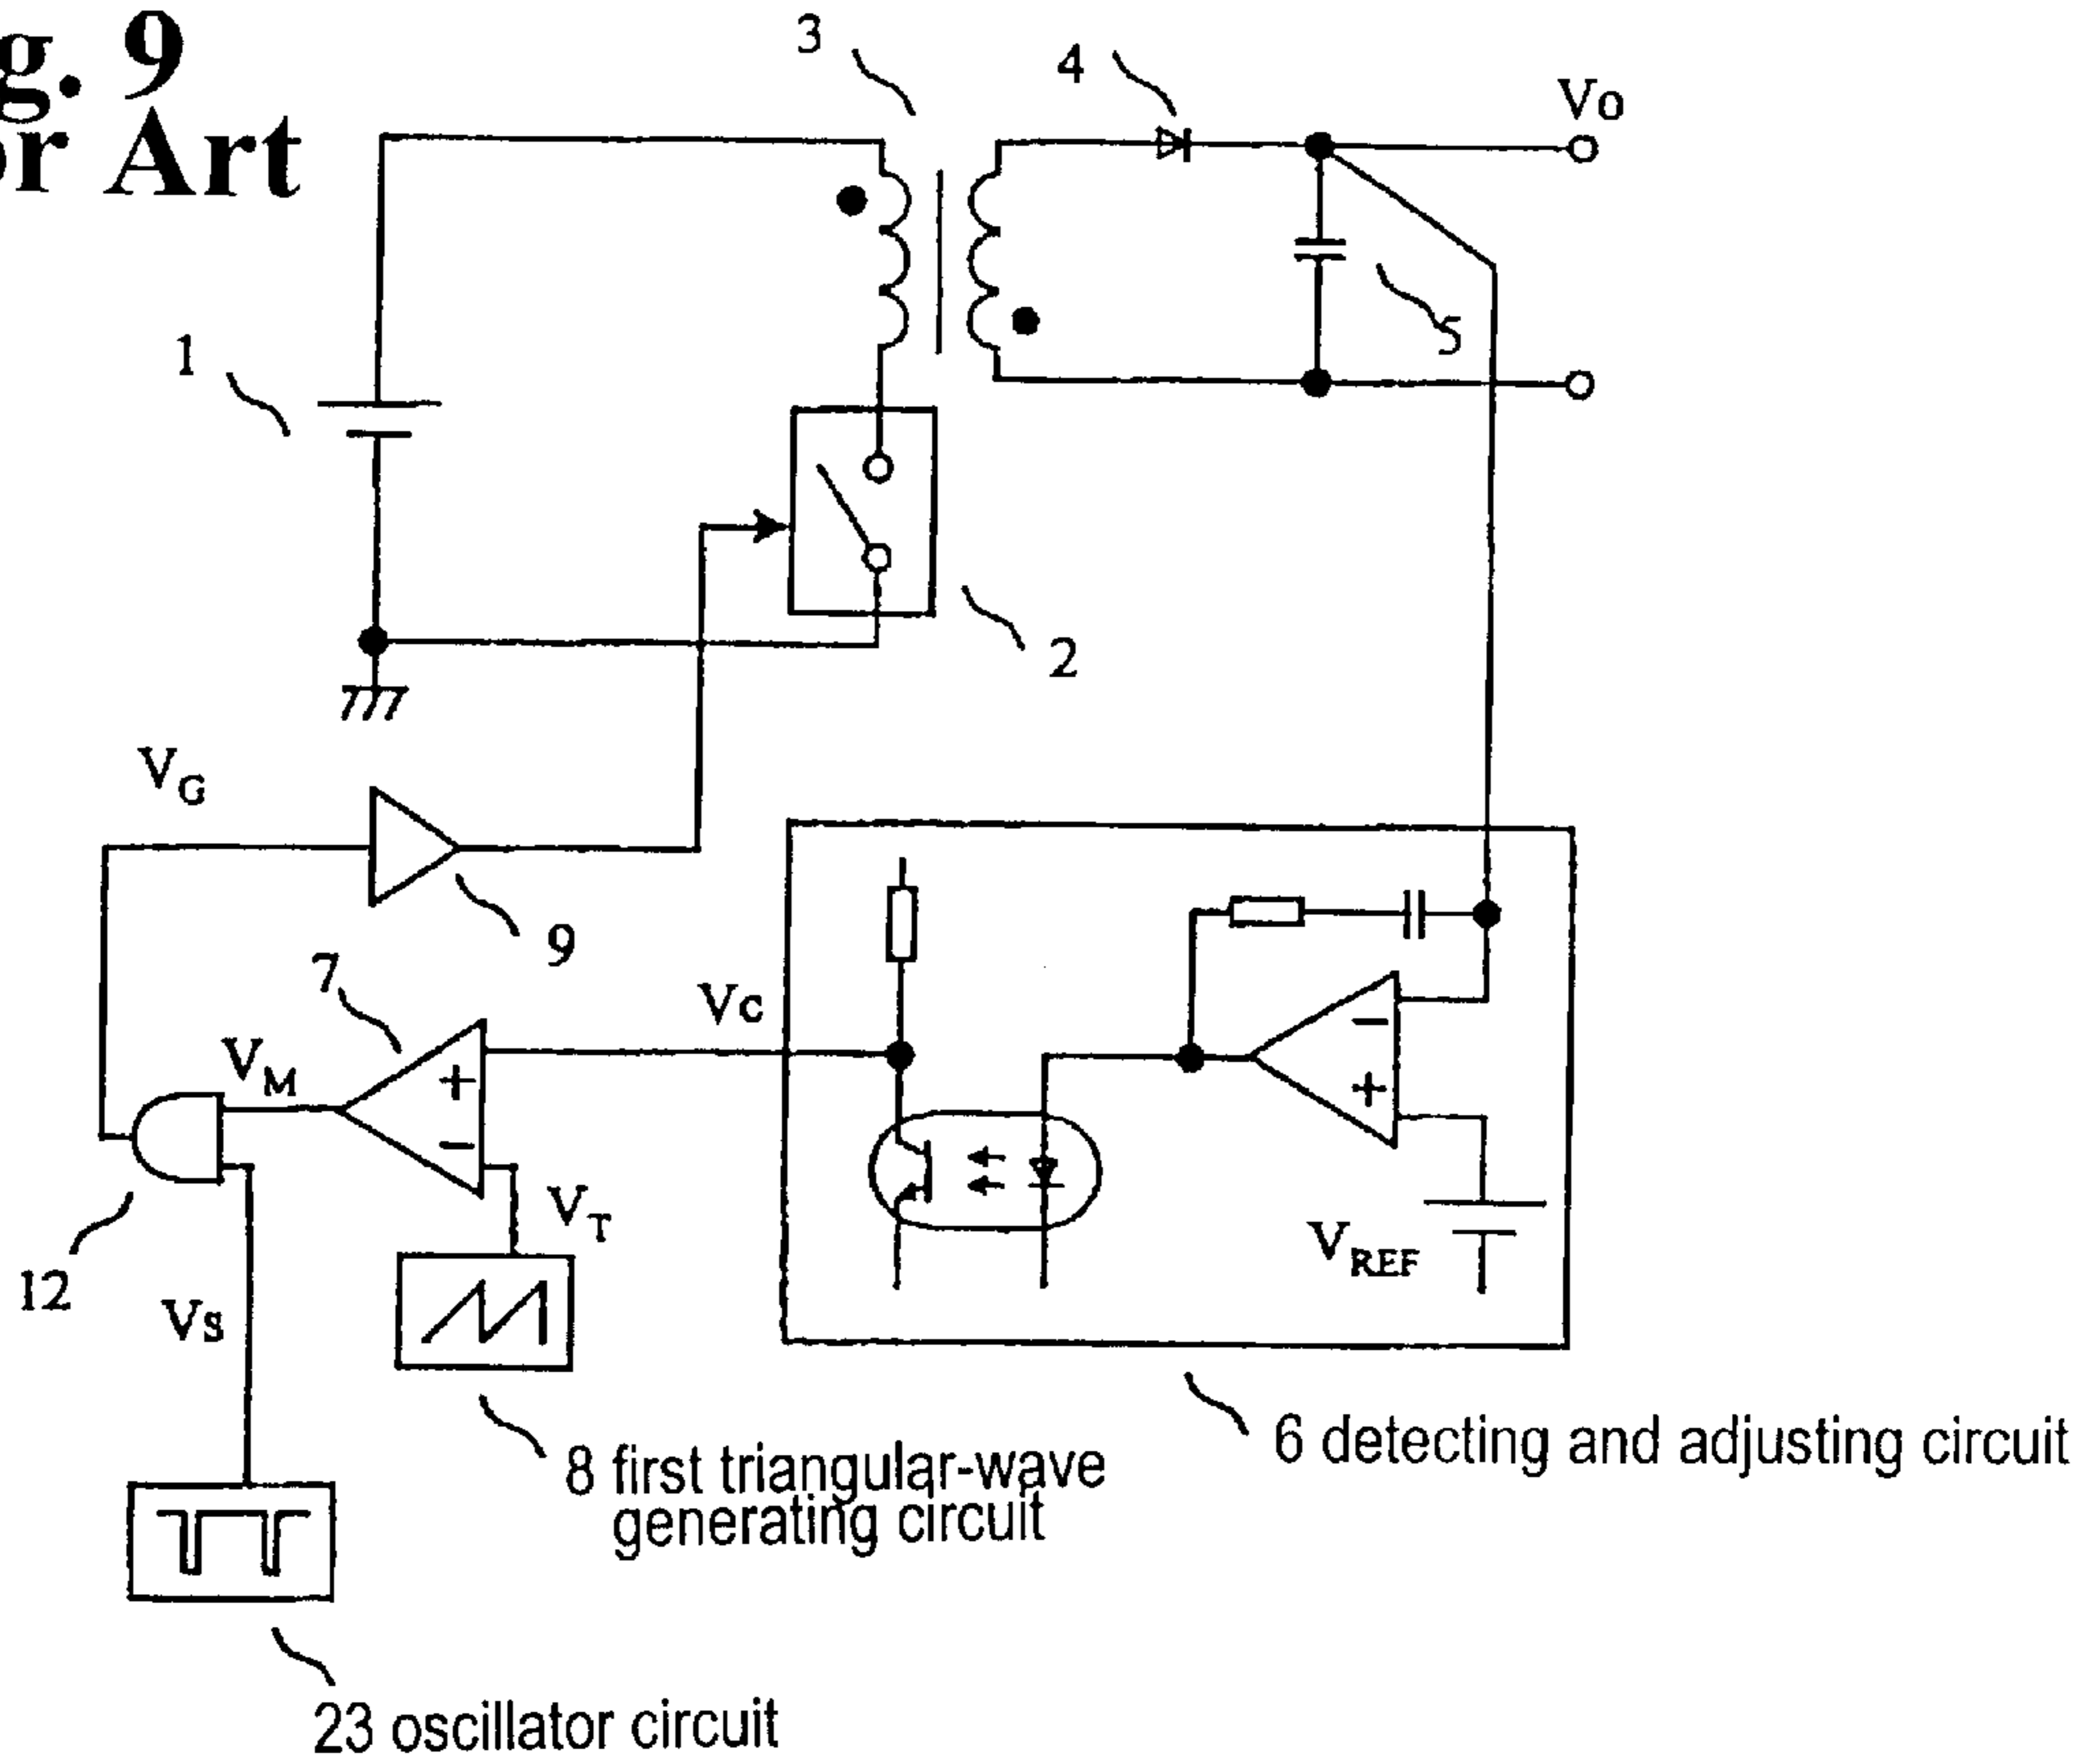 g. 9
or Art
3
4
Vo
1
5
2
VG
9
7
Vc
VM
+
−
−
+
VT
VREF
12
Vs
6 detecting and adjusting circuit
8 first triangular-wave
generating circuit
23 oscillator circuit